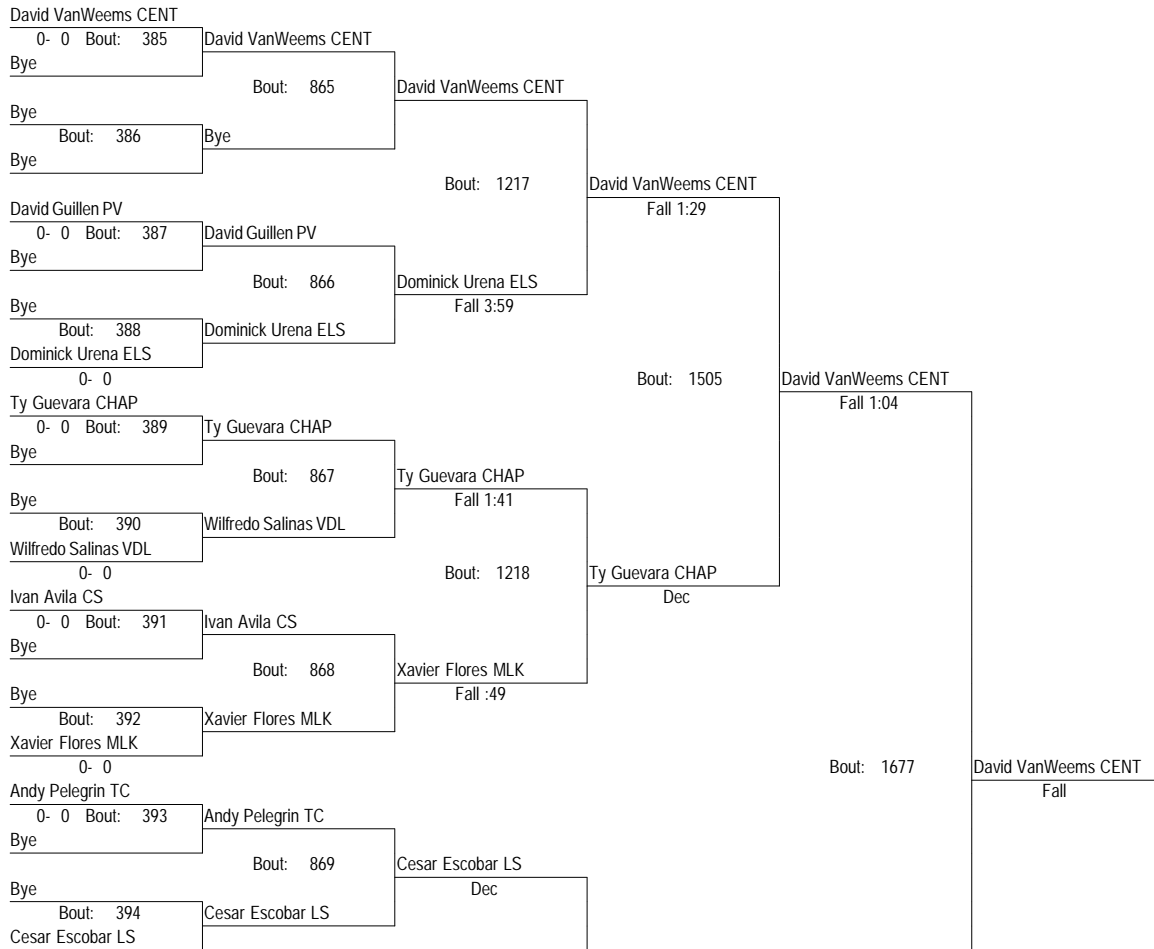 David VanWeems CENT
0- 0 Bout: 385
David VanWeems CENT
Bye
Bout: 865
David VanWeems CENT
Bye
Bout: 386
Bye
Bye
Bout: 1217
David VanWeems CENT
Fall 1:29
David Guillen PV
0- 0 Bout: 387
David Guillen PV
Bye
Bout: 866
Dominick Urena ELS
Fall 3:59
Bye
Bout: 388
Dominick Urena ELS
Dominick Urena ELS
0- 0
Bout: 1505
David VanWeems CENT
Fall 1:04
Ty Guevara CHAP
0- 0 Bout: 389
Ty Guevara CHAP
Bye
Bout: 867
Ty Guevara CHAP
Fall 1:41
Bye
Bout: 390
Wilfredo Salinas VDL
Wilfredo Salinas VDL
0- 0
Bout: 1218
Ty Guevara CHAP
Dec
Ivan Avila CS
0- 0 Bout: 391
Ivan Avila CS
Bye
Bout: 868
Xavier Flores MLK
Fall :49
Bye
Bout: 392
Xavier Flores MLK
Xavier Flores MLK
0- 0
Bout: 1677
David VanWeems CENT
Fall
Andy Pelegrin TC
0- 0 Bout: 393
Andy Pelegrin TC
Bye
Bout: 869
Cesar Escobar LS
Dec
Bye
Bout: 394
Cesar Escobar LS
Cesar Escobar LS